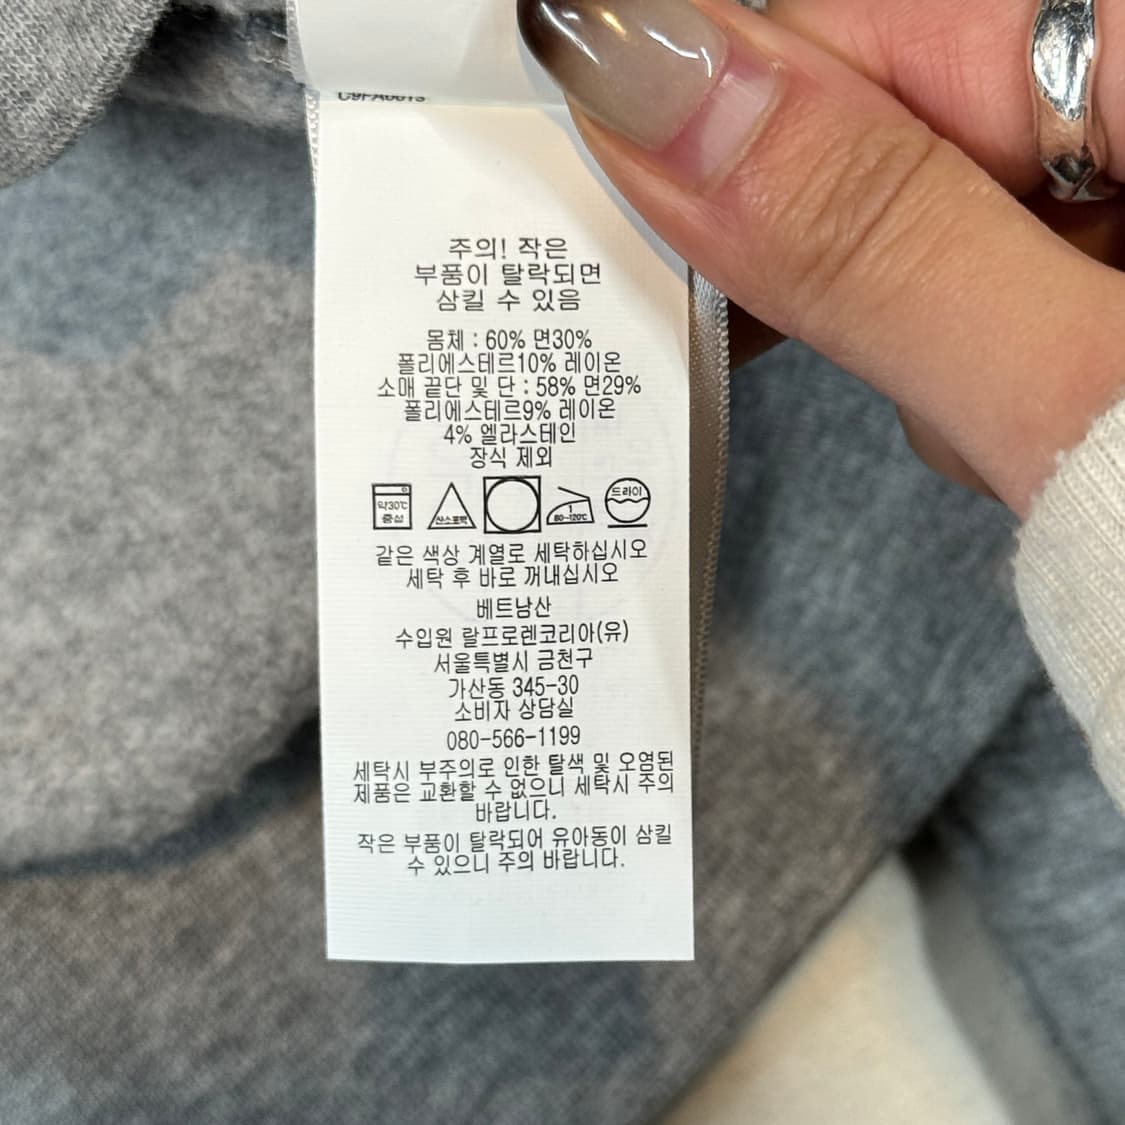 주의! 작은
부품이 탈락되면
삼킬 수 있음
몸체 : 60% 면30%
폴리에스테르10% 레이온
소매 끝단 및 단 : 58% 면29%
폴리에스테르9% 레이온
4% 엘라스테인
장식 제외
약30℃ 중성 산소표백 1 80~120℃ 드라이
같은 색상 계열로 세탁하십시오
세탁 후 바로 꺼내십시오
베트남산
수입원 랄프로렌코리아(유)
서울특별시 금천구
가산동 345-30
소비자 상담실
080-566-1199
세탁시 부주의로 인한 탈색 및 오염된
제품은 교환할 수 없으니 세탁시 주의
바랍니다.
작은 부품이 탈락되어 유아동이 삼킬
수 있으니 주의 바랍니다.